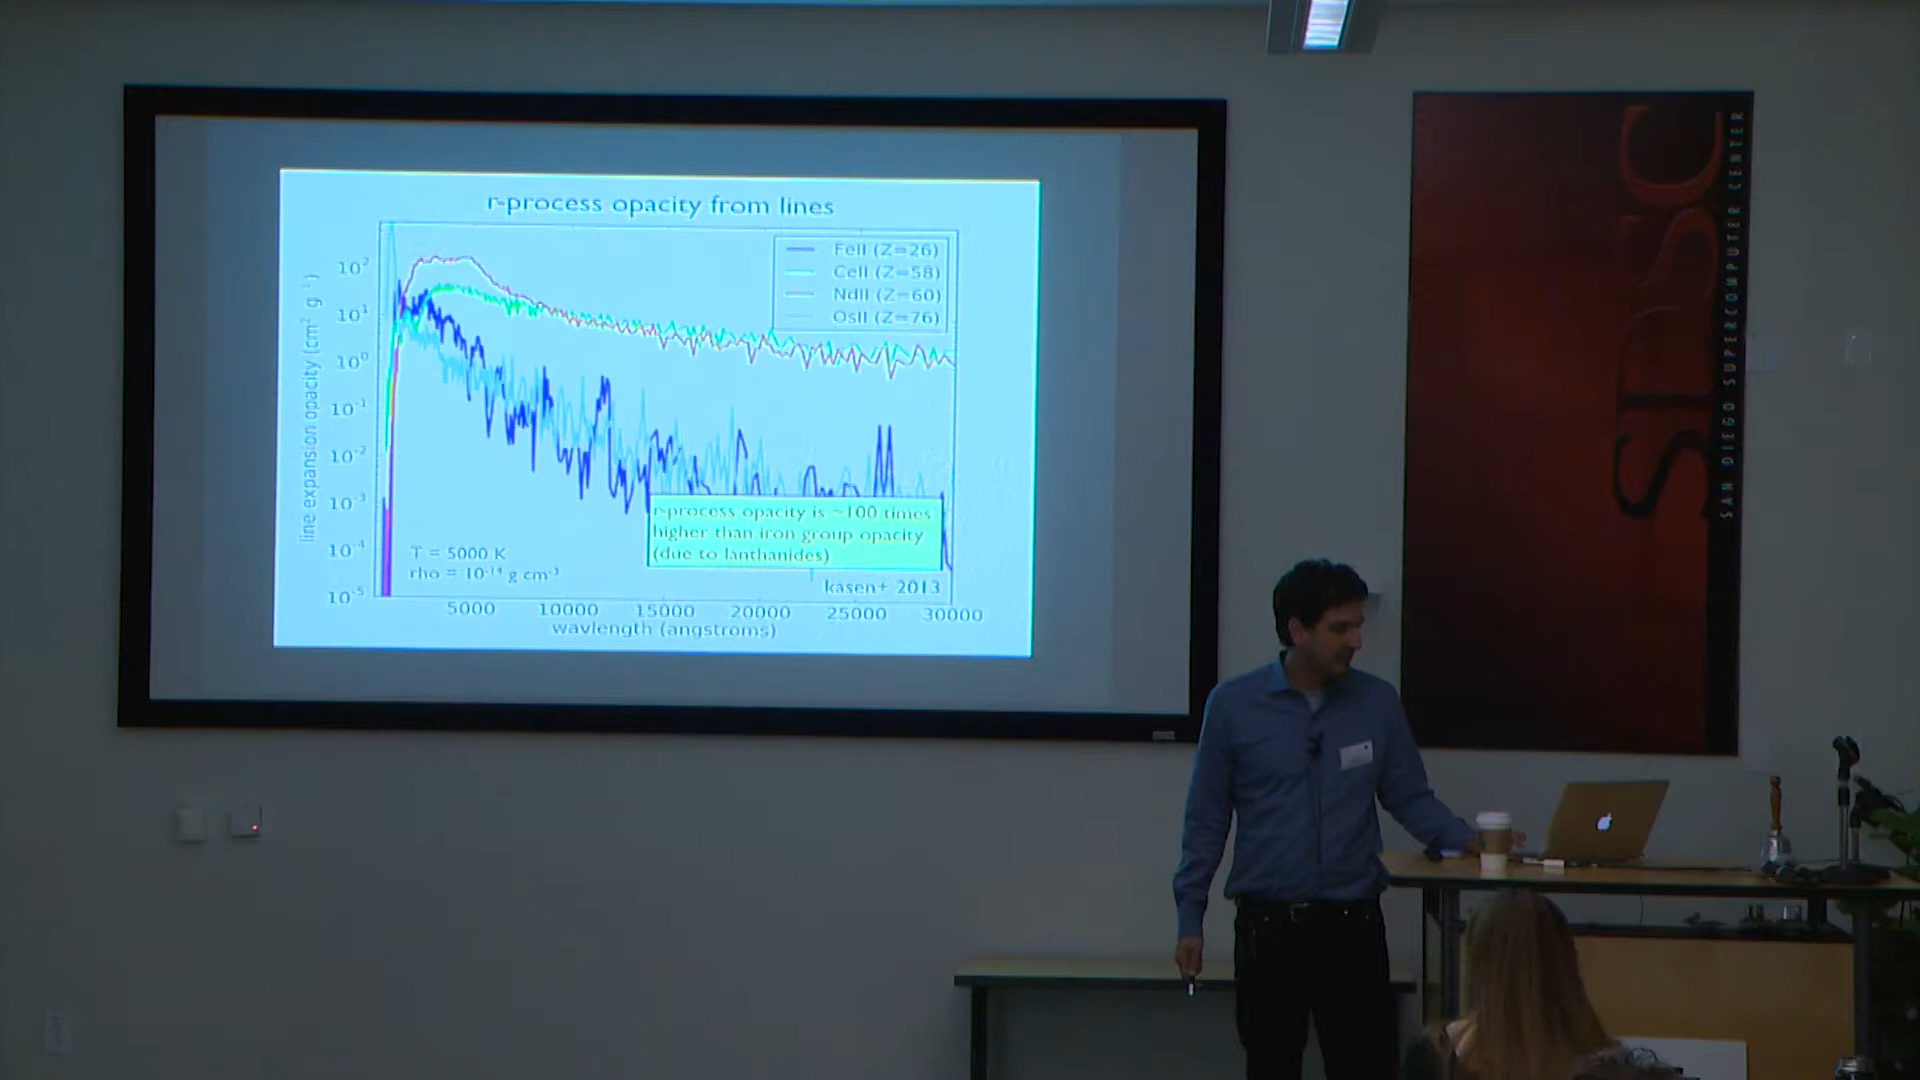 r-process opacity from lines
FeII (Z=26)
CeII (Z=58)
NdII (Z=60)
OsII (Z=76)
line expansion opacity (cm² g⁻¹)
10²
10¹
10⁰
10⁻¹
10⁻²
10⁻³
10⁻⁴
10⁻⁵
r-process opacity is ~100 times
higher than iron group opacity
(due to lanthanides)
T = 5000 K
rho = 10⁻¹⁴ g cm⁻³
kasen+ 2013
5000 10000 15000 20000 25000 30000
wavlength (angstroms)
SDSC
SAN DIEGO SUPERCOMPUTER CENTER